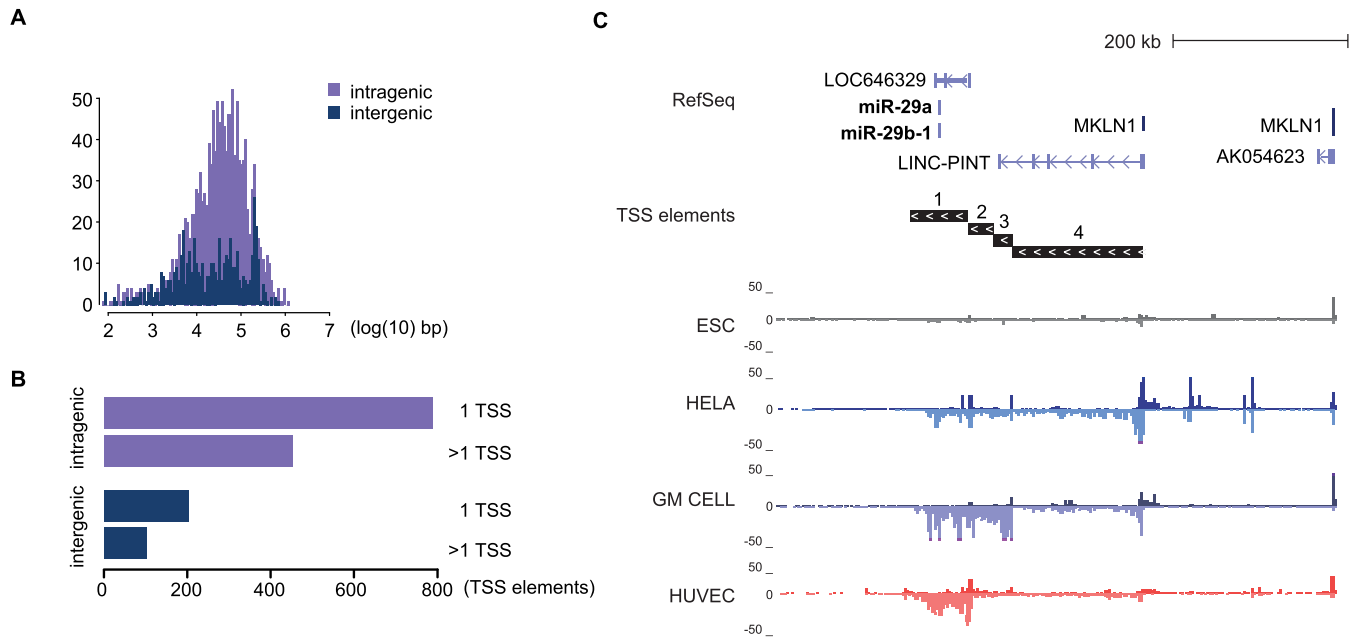 A
50
40
30
20
10
0
2 3 4 5 6 7 (log(10) bp)
intragenic
intergenic
B
intragenic
1 TSS
>1 TSS
intergenic
1 TSS
>1 TSS
0 200 400 600 800 (TSS elements)
C
200 kb
RefSeq
LOC646329
miR-29a
miR-29b-1
MKLN1
MKLN1
LINC-PINT
AK054623
TSS elements
1
2
3
4
50
ESC
0
-50
50
HELA
0
-50
50
GM CELL
0
-50
50
HUVEC
0
-50